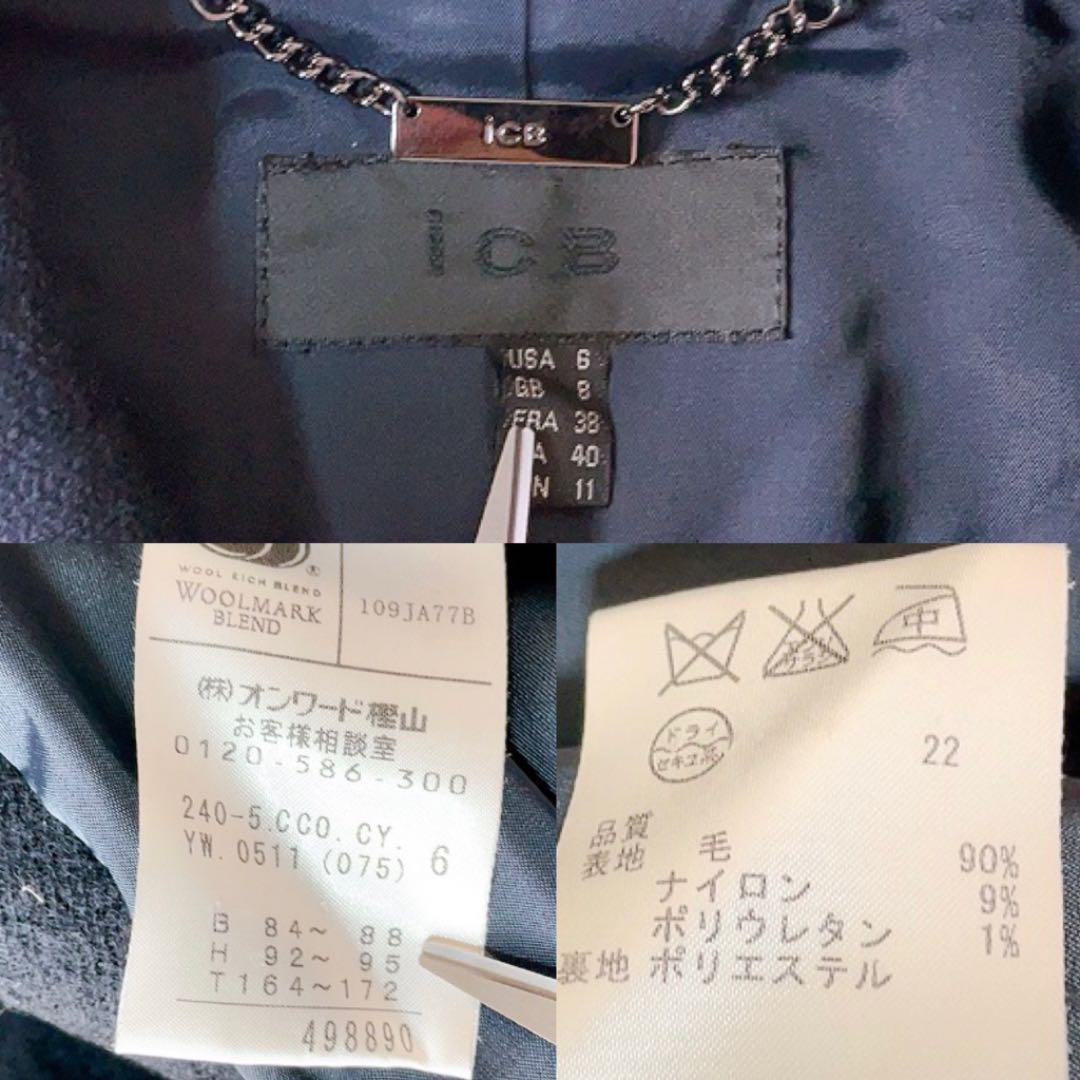 iCB
iCB
USA 6
GB 8
FRA 38
A 40
N 11
WOOL RICH BLEND
WOOLMARK
BLEND
109JA77B
(株)オンワード樫山
お客様相談室
0120-586-300
240-5.CCO.CY.
YW.0511 (075) 6
B 84~ 88
H 92~ 95
T164~172
498890
中
ドライ
セキユ系
22
品質
表地 毛 90%
ナイロン 9%
ポリウレタン 1%
裏地 ポリエステル